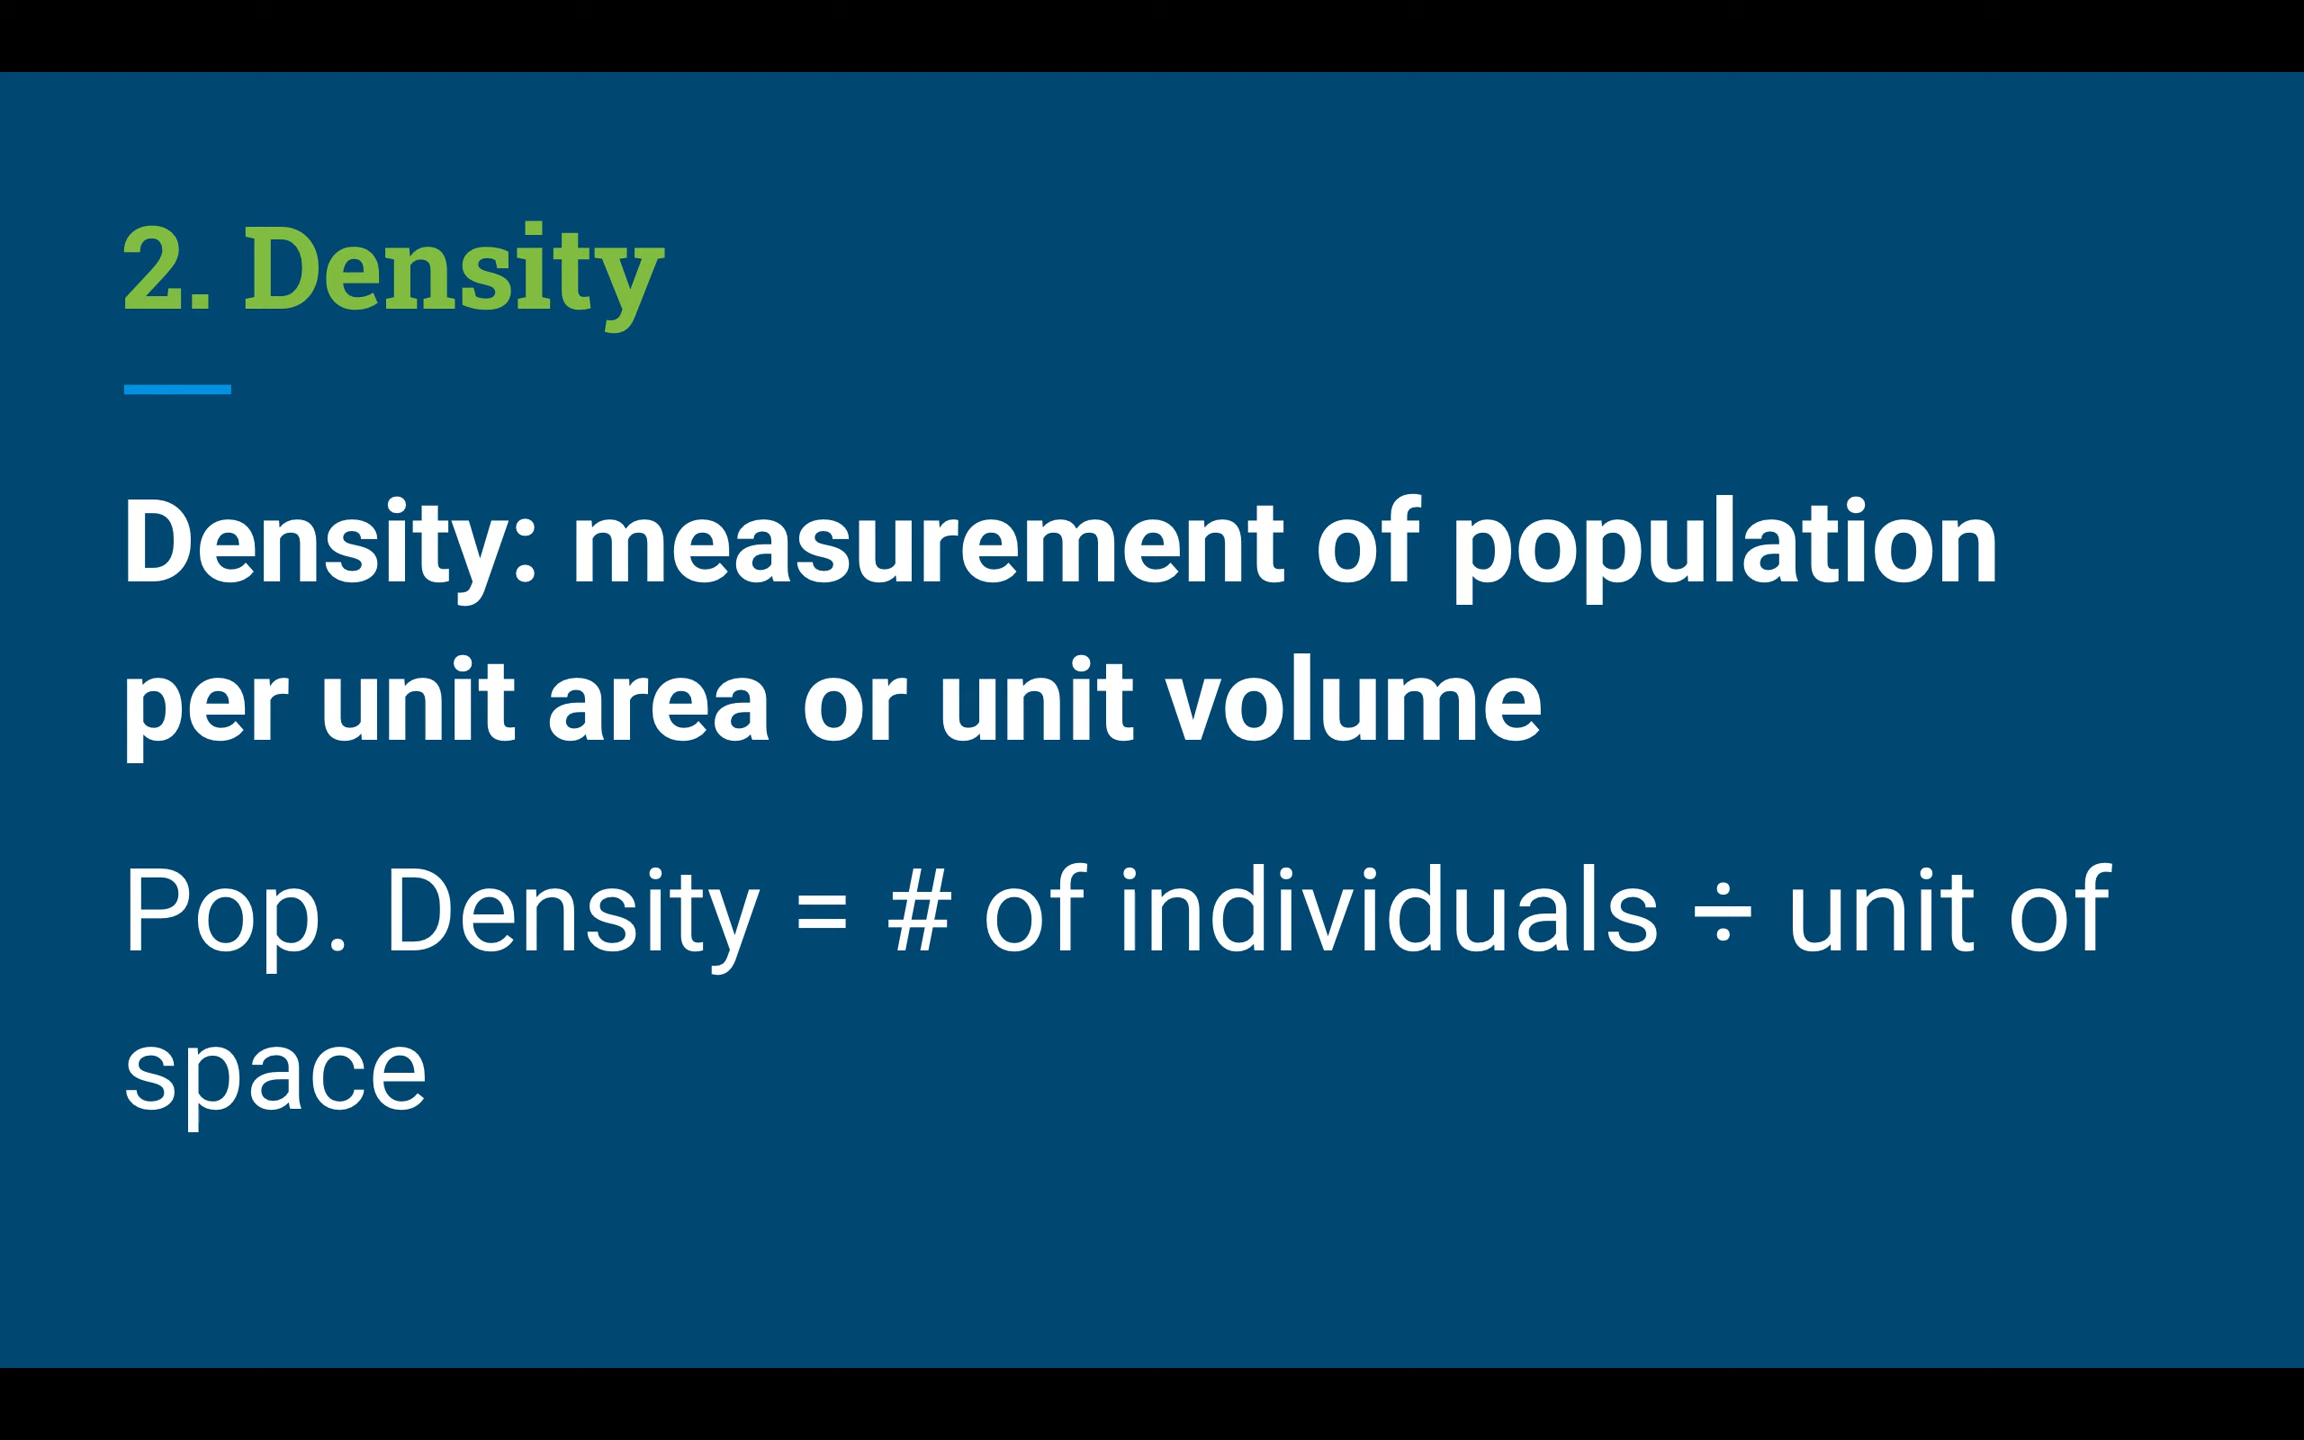 2. Density
Density: measurement of population
per unit area or unit volume
Pop. Density = # of individuals ÷ unit of
space